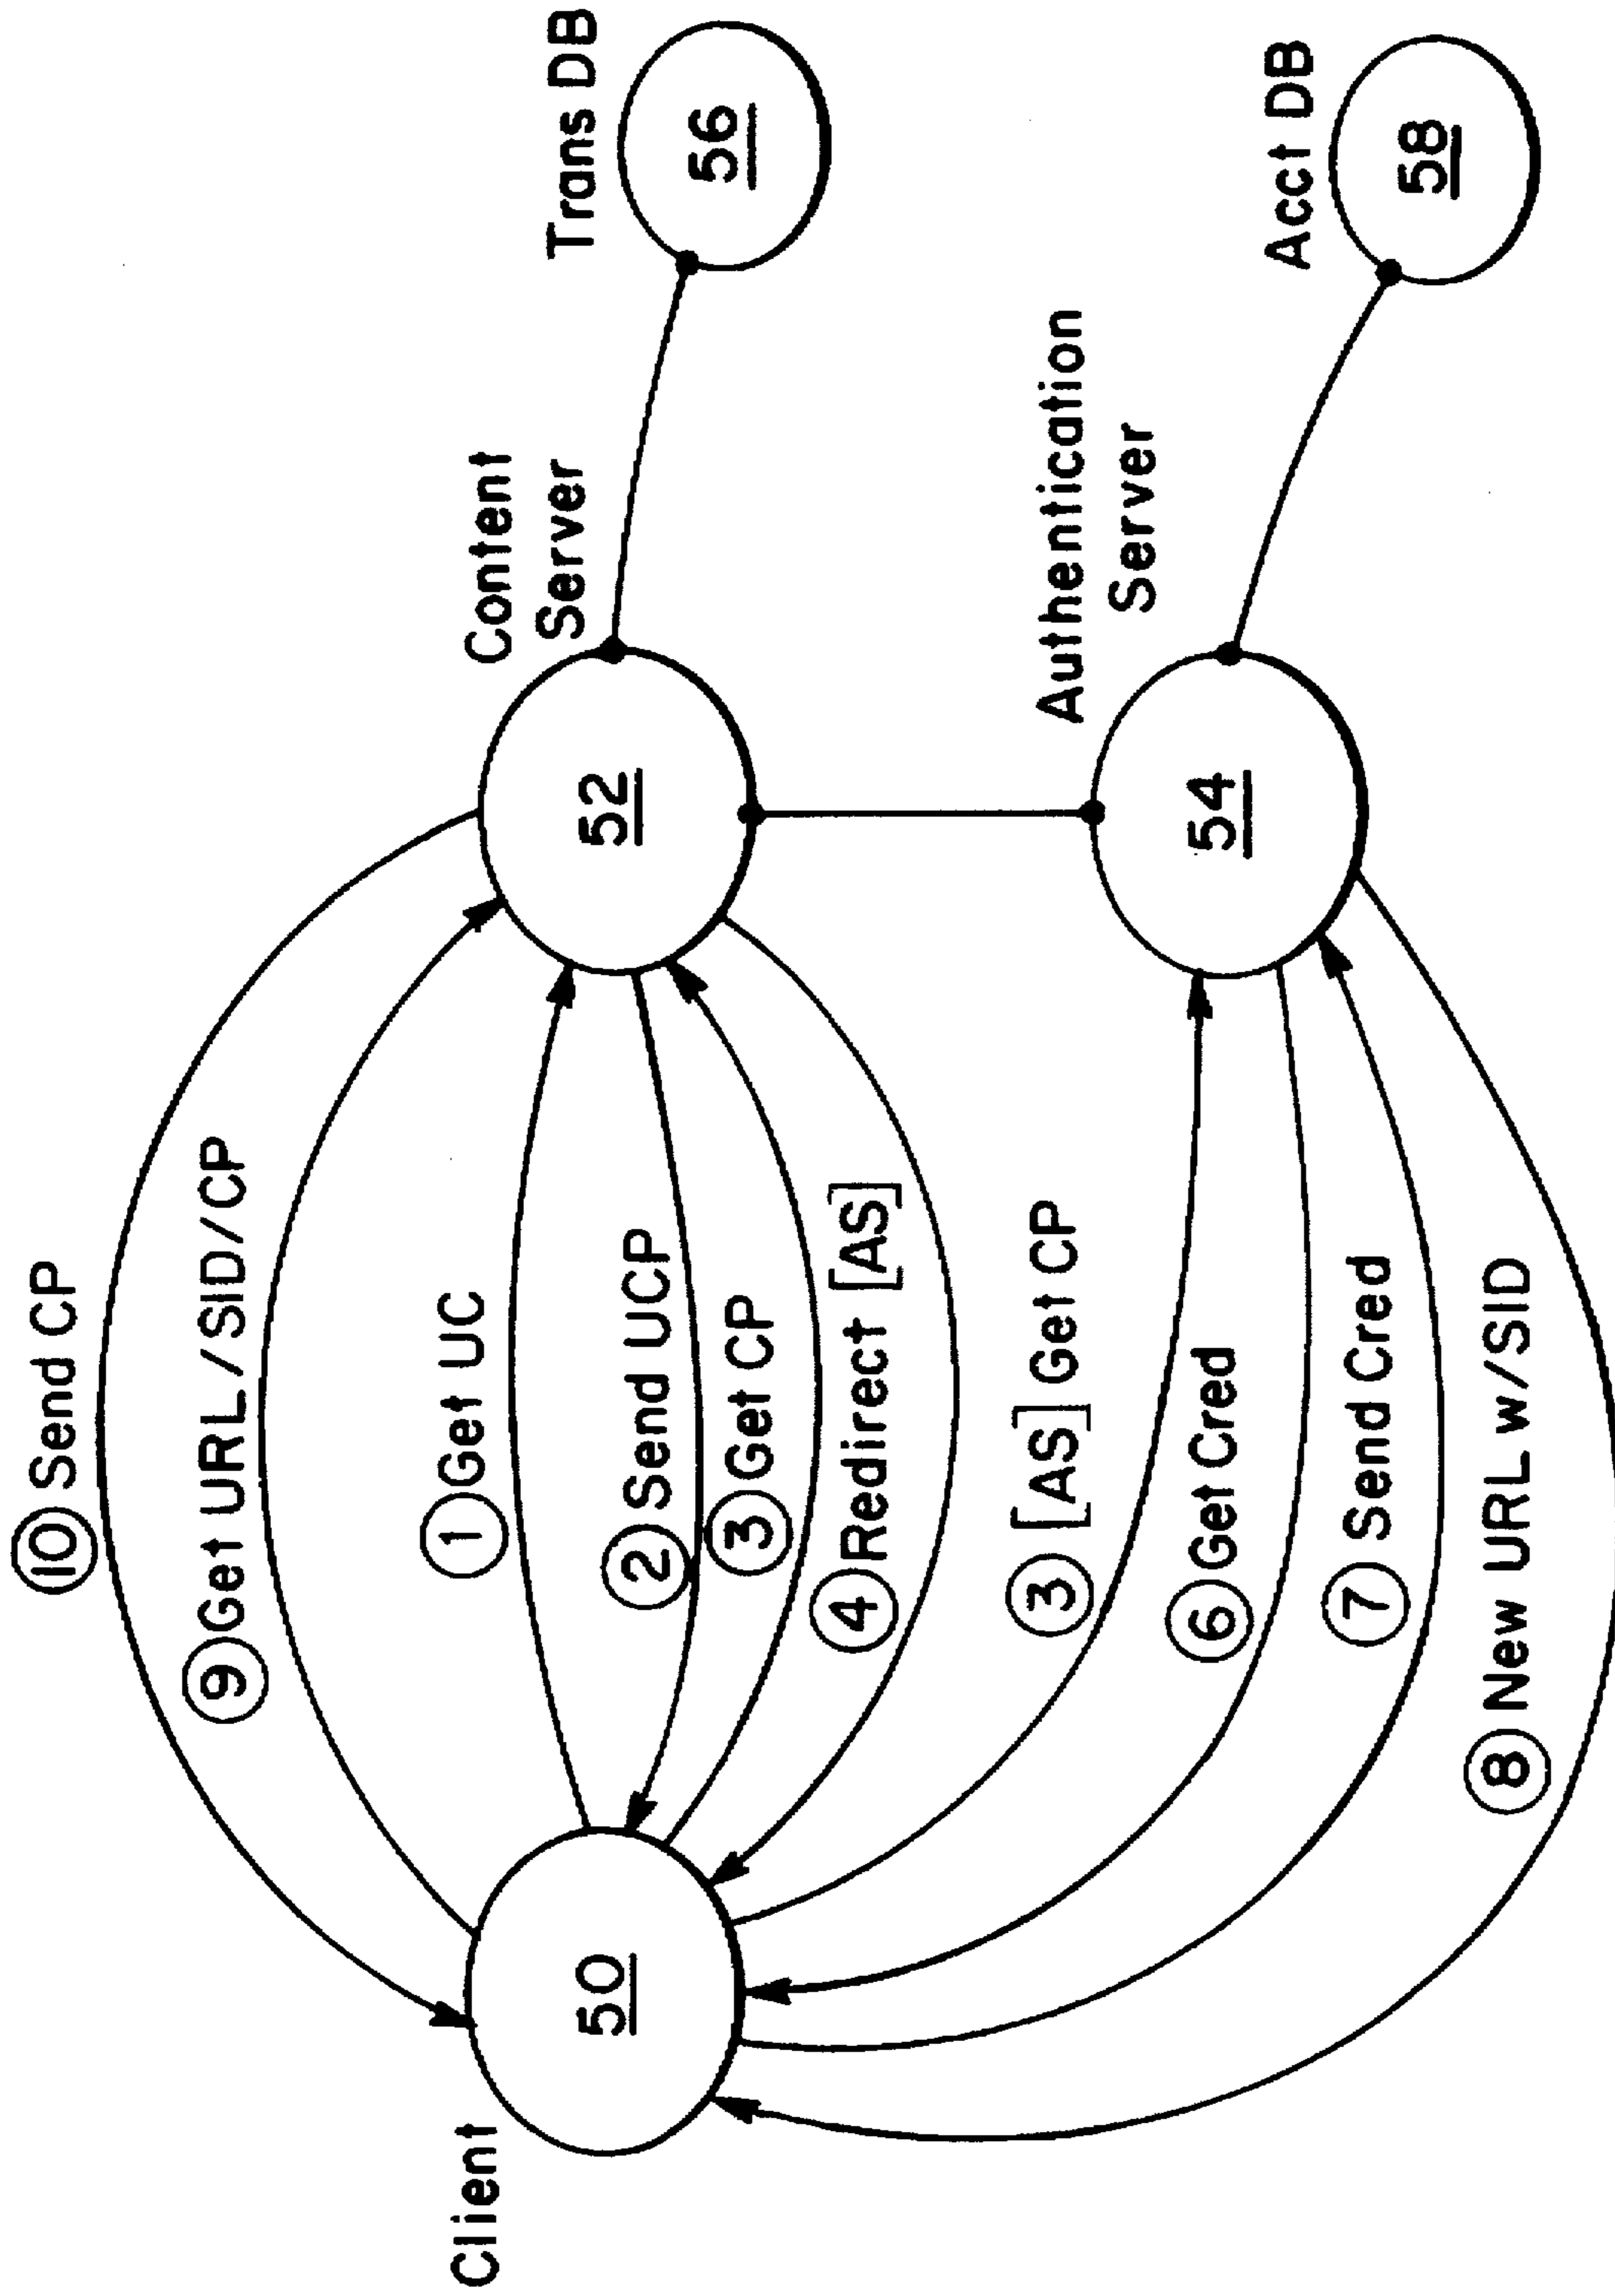 ⑩ Send CP
⑨ Get URL/SID/CP
① Get UC
② Send UCP
③ Get CP
④ Redirect [AS]
③ [AS] Get CP
⑥ Get Cred
⑦ Send Cred
⑧ New URL w/SID
Client
50
Content
Server
52
Authentication
Server
54
Trans DB
56
Acct DB
58